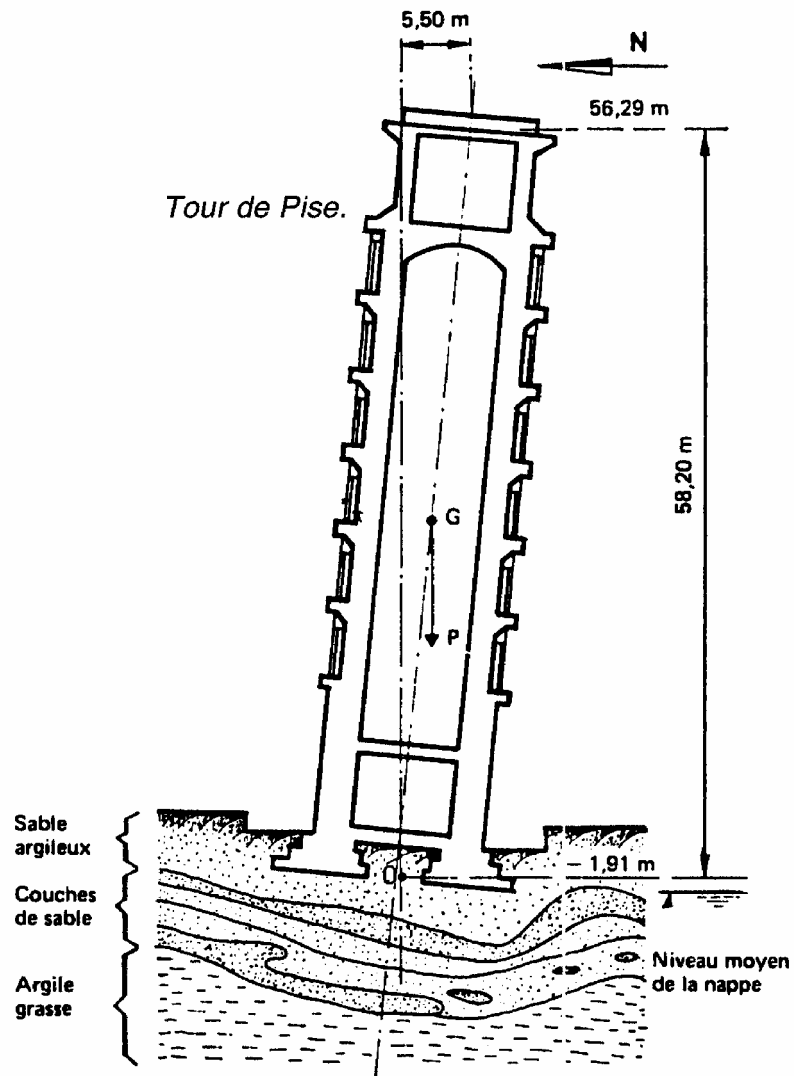 5,50 m
N
56,29 m
Tour de Pise.
58,20 m
G
P
Sable
argileux
– 1,91 m
O
Couches
de sable
Niveau moyen
de la nappe
Argile
grasse